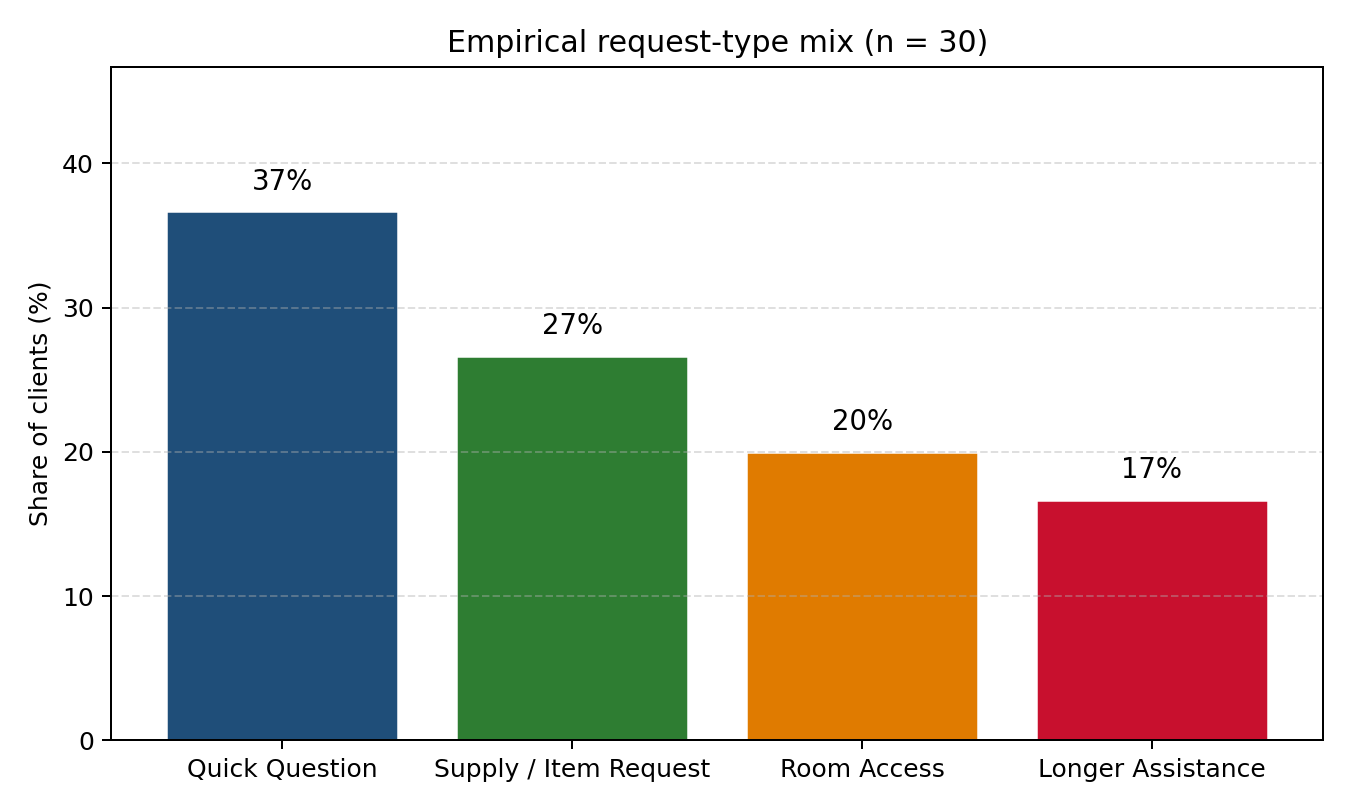 Empirical request-type mix (n = 30)
Share of clients (%)
40
30
20
10
0
37%
27%
20%
17%
Quick Question
Supply / Item Request
Room Access
Longer Assistance